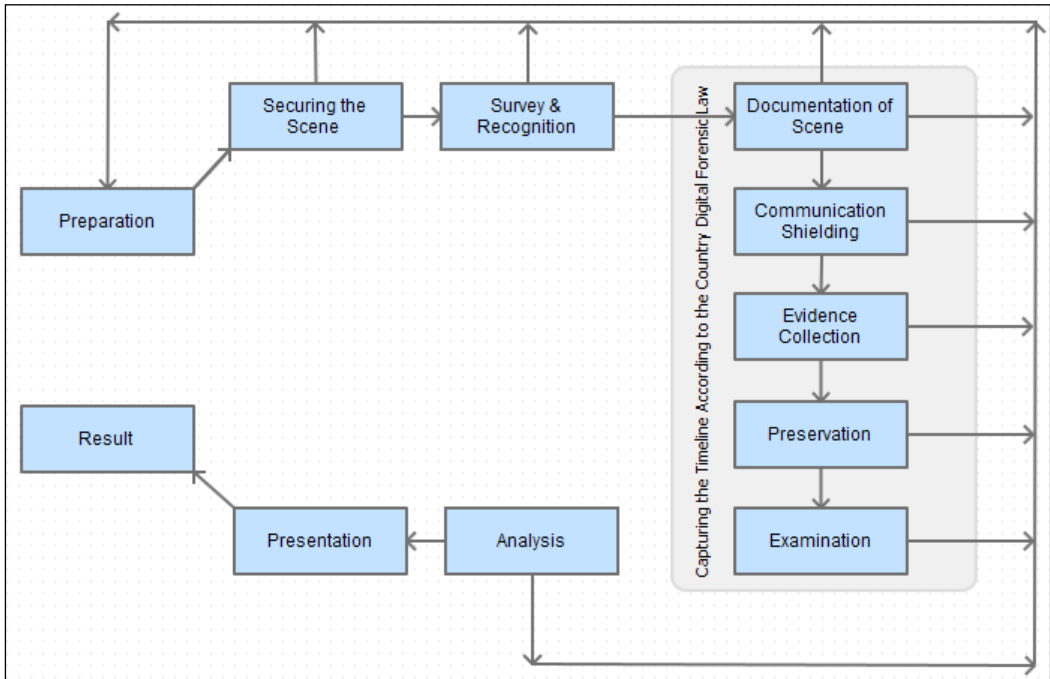 Securing the
Scene
Survey &
Recognition
Documentation of
Scene
Preparation
Communication
Shielding
Evidence
Collection
Capturing the Timeline According to the Country Digital Forensic Law
Result
Preservation
Presentation
Analysis
Examination